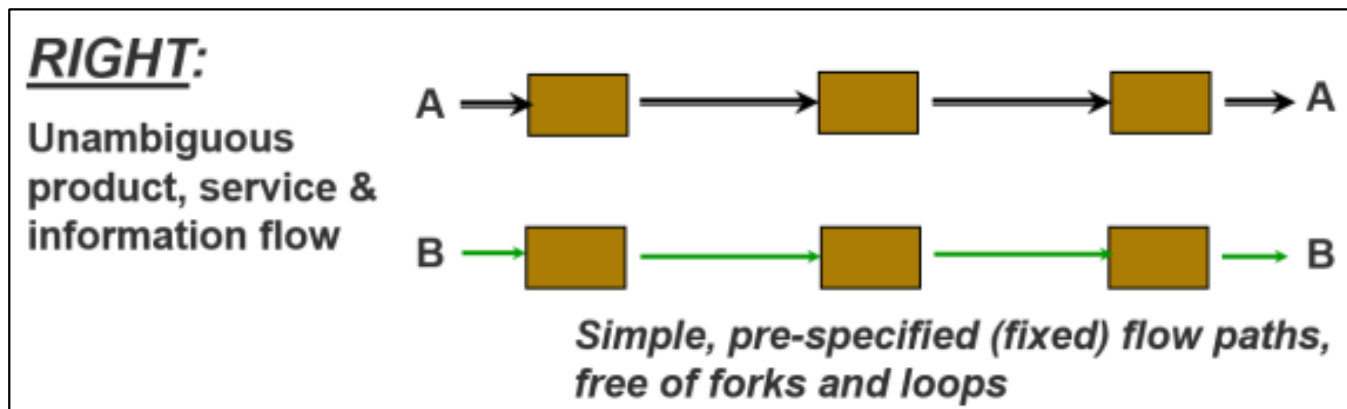 RIGHT:
Unambiguous
product, service &
information flow
A A
B B
Simple, pre-specified (fixed) flow paths,
free of forks and loops